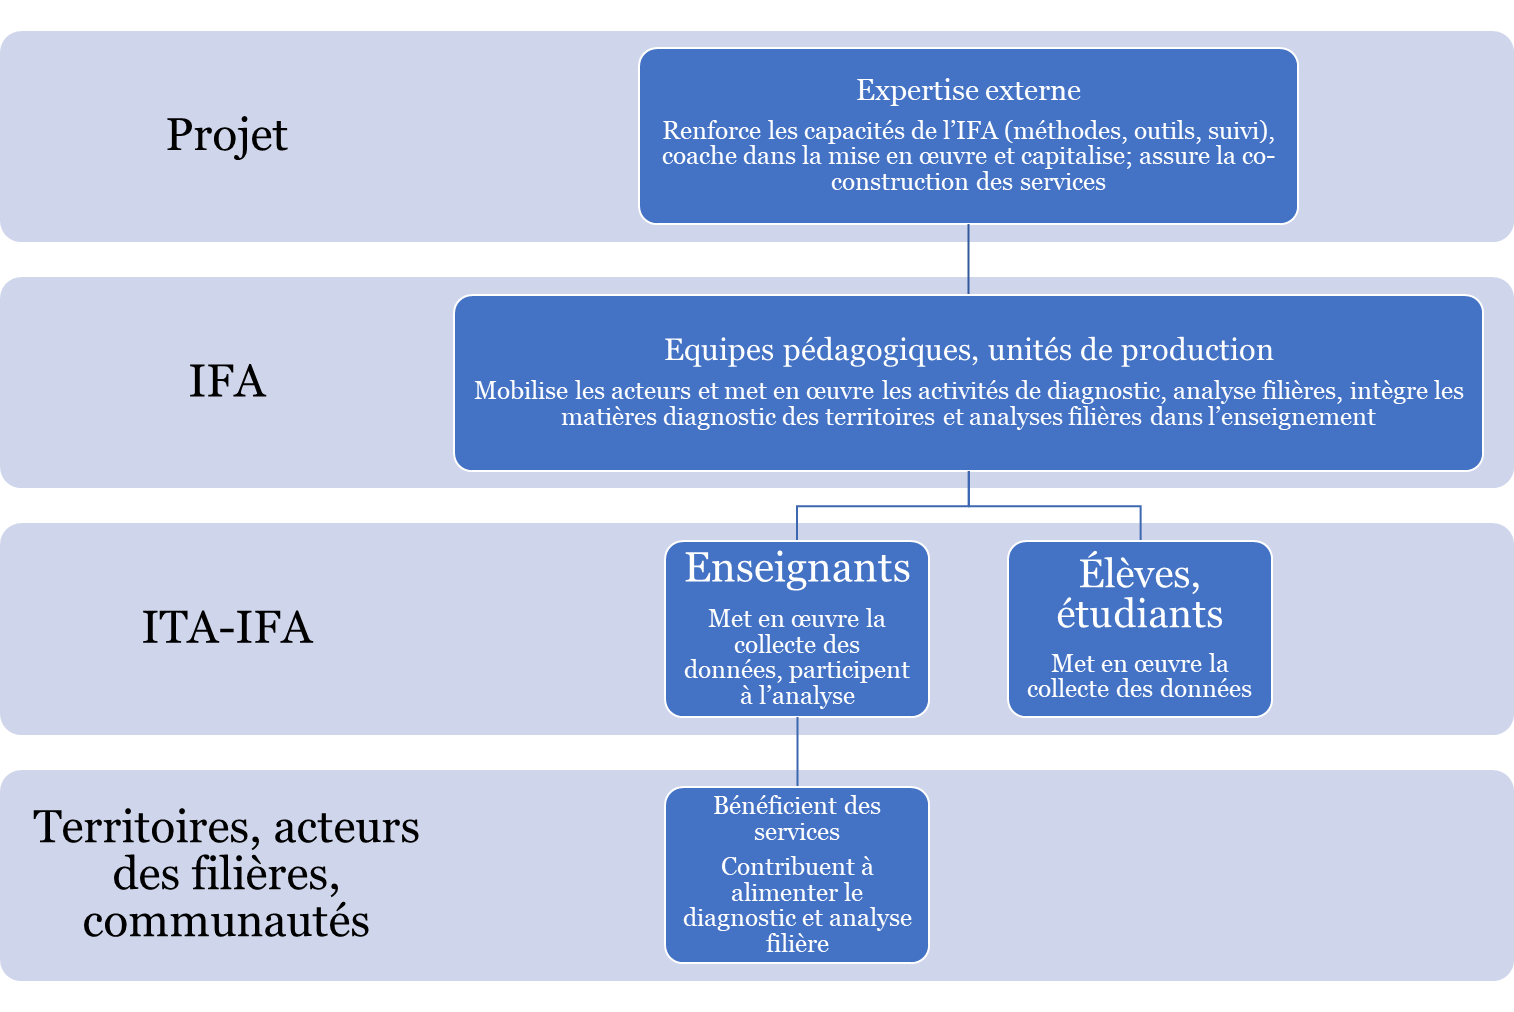 Projet
Expertise externe
Renforce les capacités de l’IFA (méthodes, outils, suivi),
coache dans la mise en œuvre et capitalise; assure la co-
construction des services
IFA
Equipes pédagogiques, unités de production
Mobilise les acteurs et met en œuvre les activités de diagnostic, analyse filières, intègre les
matières diagnostic des territoires et analyses filières dans l’enseignement
ITA-IFA
Enseignants
Met en œuvre la
collecte des
données, participent
à l’analyse
Élèves,
étudiants
Met en œuvre la
collecte des données
Territoires, acteurs
des filières,
communautés
Bénéficient des
services
Contribuent à
alimenter le
diagnostic et analyse
filière